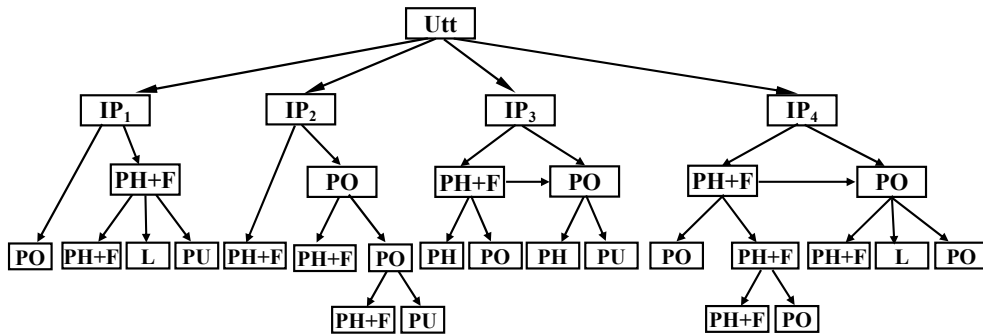 Utt
IP₁ IP₂ IP₃ IP₄
PH+F PO PH+F PO PH+F PO
PO PH+F L PU PH+F PH+F PO PH PO PH PU PO PH+F PH+F L PO
PH+F PU PH+F PO